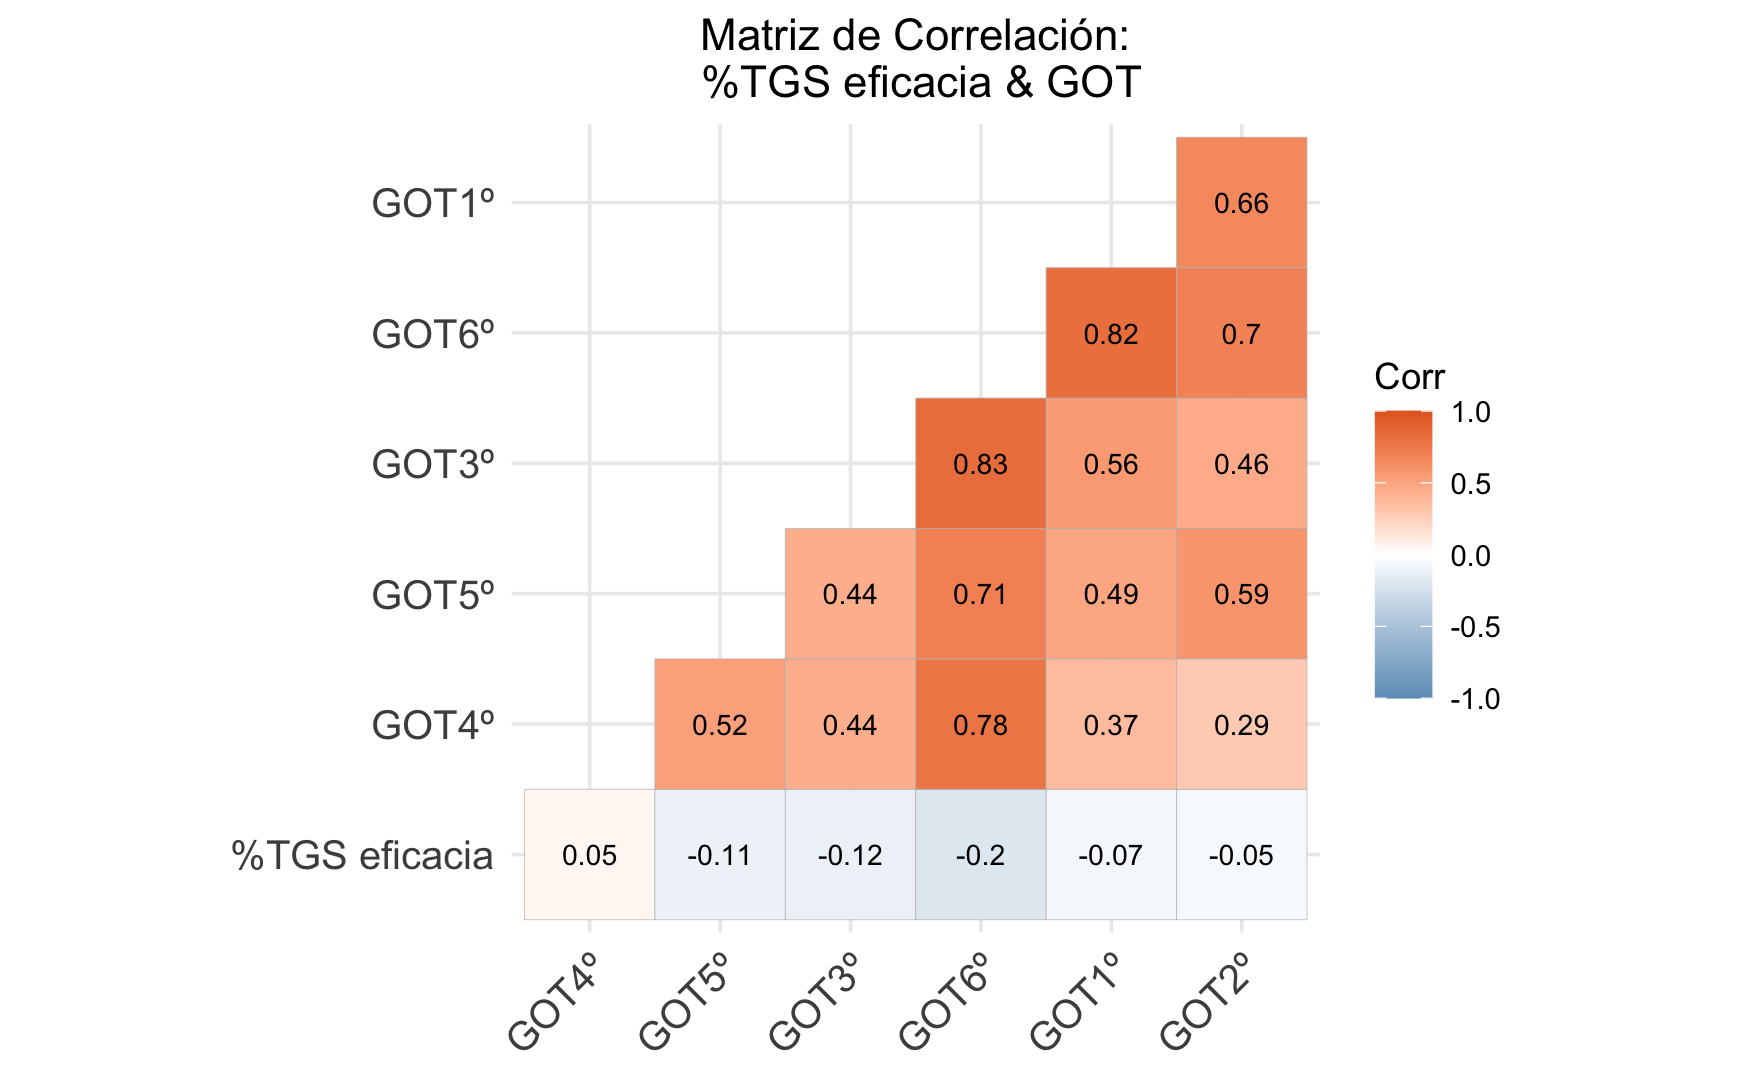 Matriz de Correlación:
%TGS eficacia & GOT
GOT1º
0.66
GOT6º
0.82
0.7
GOT3º
0.83
0.56
0.46
GOT5º
0.44
0.71
0.49
0.59
GOT4º
0.52
0.44
0.78
0.37
0.29
%TGS eficacia
0.05
-0.11
-0.12
-0.2
-0.07
-0.05
GOT4º
GOT5º
GOT3º
GOT6º
GOT1º
GOT2º
Corr
1.0
0.5
0.0
-0.5
-1.0